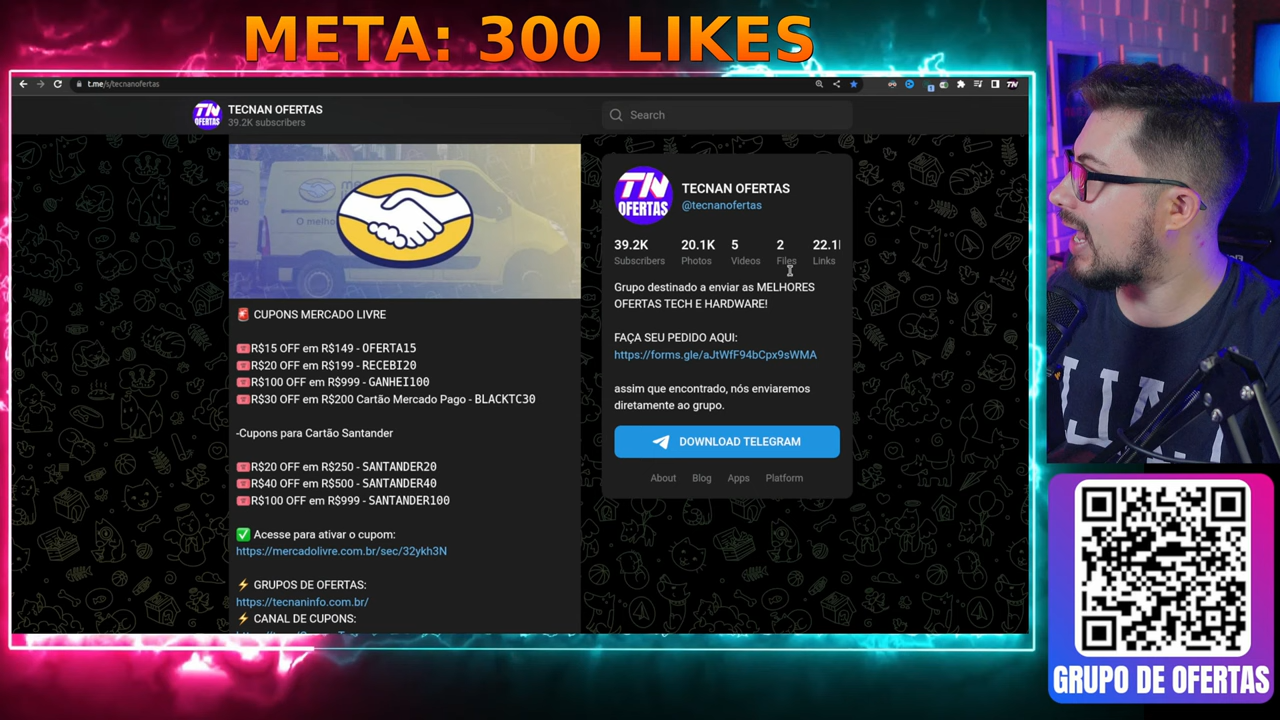 META: 300 LIKES
t.me/s/tecnanofertas
TN
TN OFERTAS
TECNAN OFERTAS
39.2K subscribers
Search
O melho
🚨 CUPONS MERCADO LIVRE
🎟️R$15 OFF em R$149 - OFERTA15
🎟️R$20 OFF em R$199 - RECEBI20
🎟️R$100 OFF em R$999 - GANHEI100
🎟️R$30 OFF em R$200 Cartão Mercado Pago - BLACKTC30
-Cupons para Cartão Santander
🎟️R$20 OFF em R$250 - SANTANDER20
🎟️R$40 OFF em R$500 - SANTANDER40
🎟️R$100 OFF em R$999 - SANTANDER100
✅ Acesse para ativar o cupom:
https://mercadolivre.com.br/sec/32ykh3N
⚡ GRUPOS DE OFERTAS:
https://tecnaninfo.com.br/
⚡ CANAL DE CUPONS:
TN OFERTAS
TECNAN OFERTAS
@tecnanofertas
39.2K 20.1K 5 2 22.1
Subscribers Photos Videos Files Links
Grupo destinado a enviar as MELHORES
OFERTAS TECH E HARDWARE!
FAÇA SEU PEDIDO AQUI:
https://forms.gle/aJtWfF94bCpx9sWMA
assim que encontrado, nós enviaremos
diretamente ao grupo.
DOWNLOAD TELEGRAM
About Blog Apps Platform
GRUPO DE OFERTAS